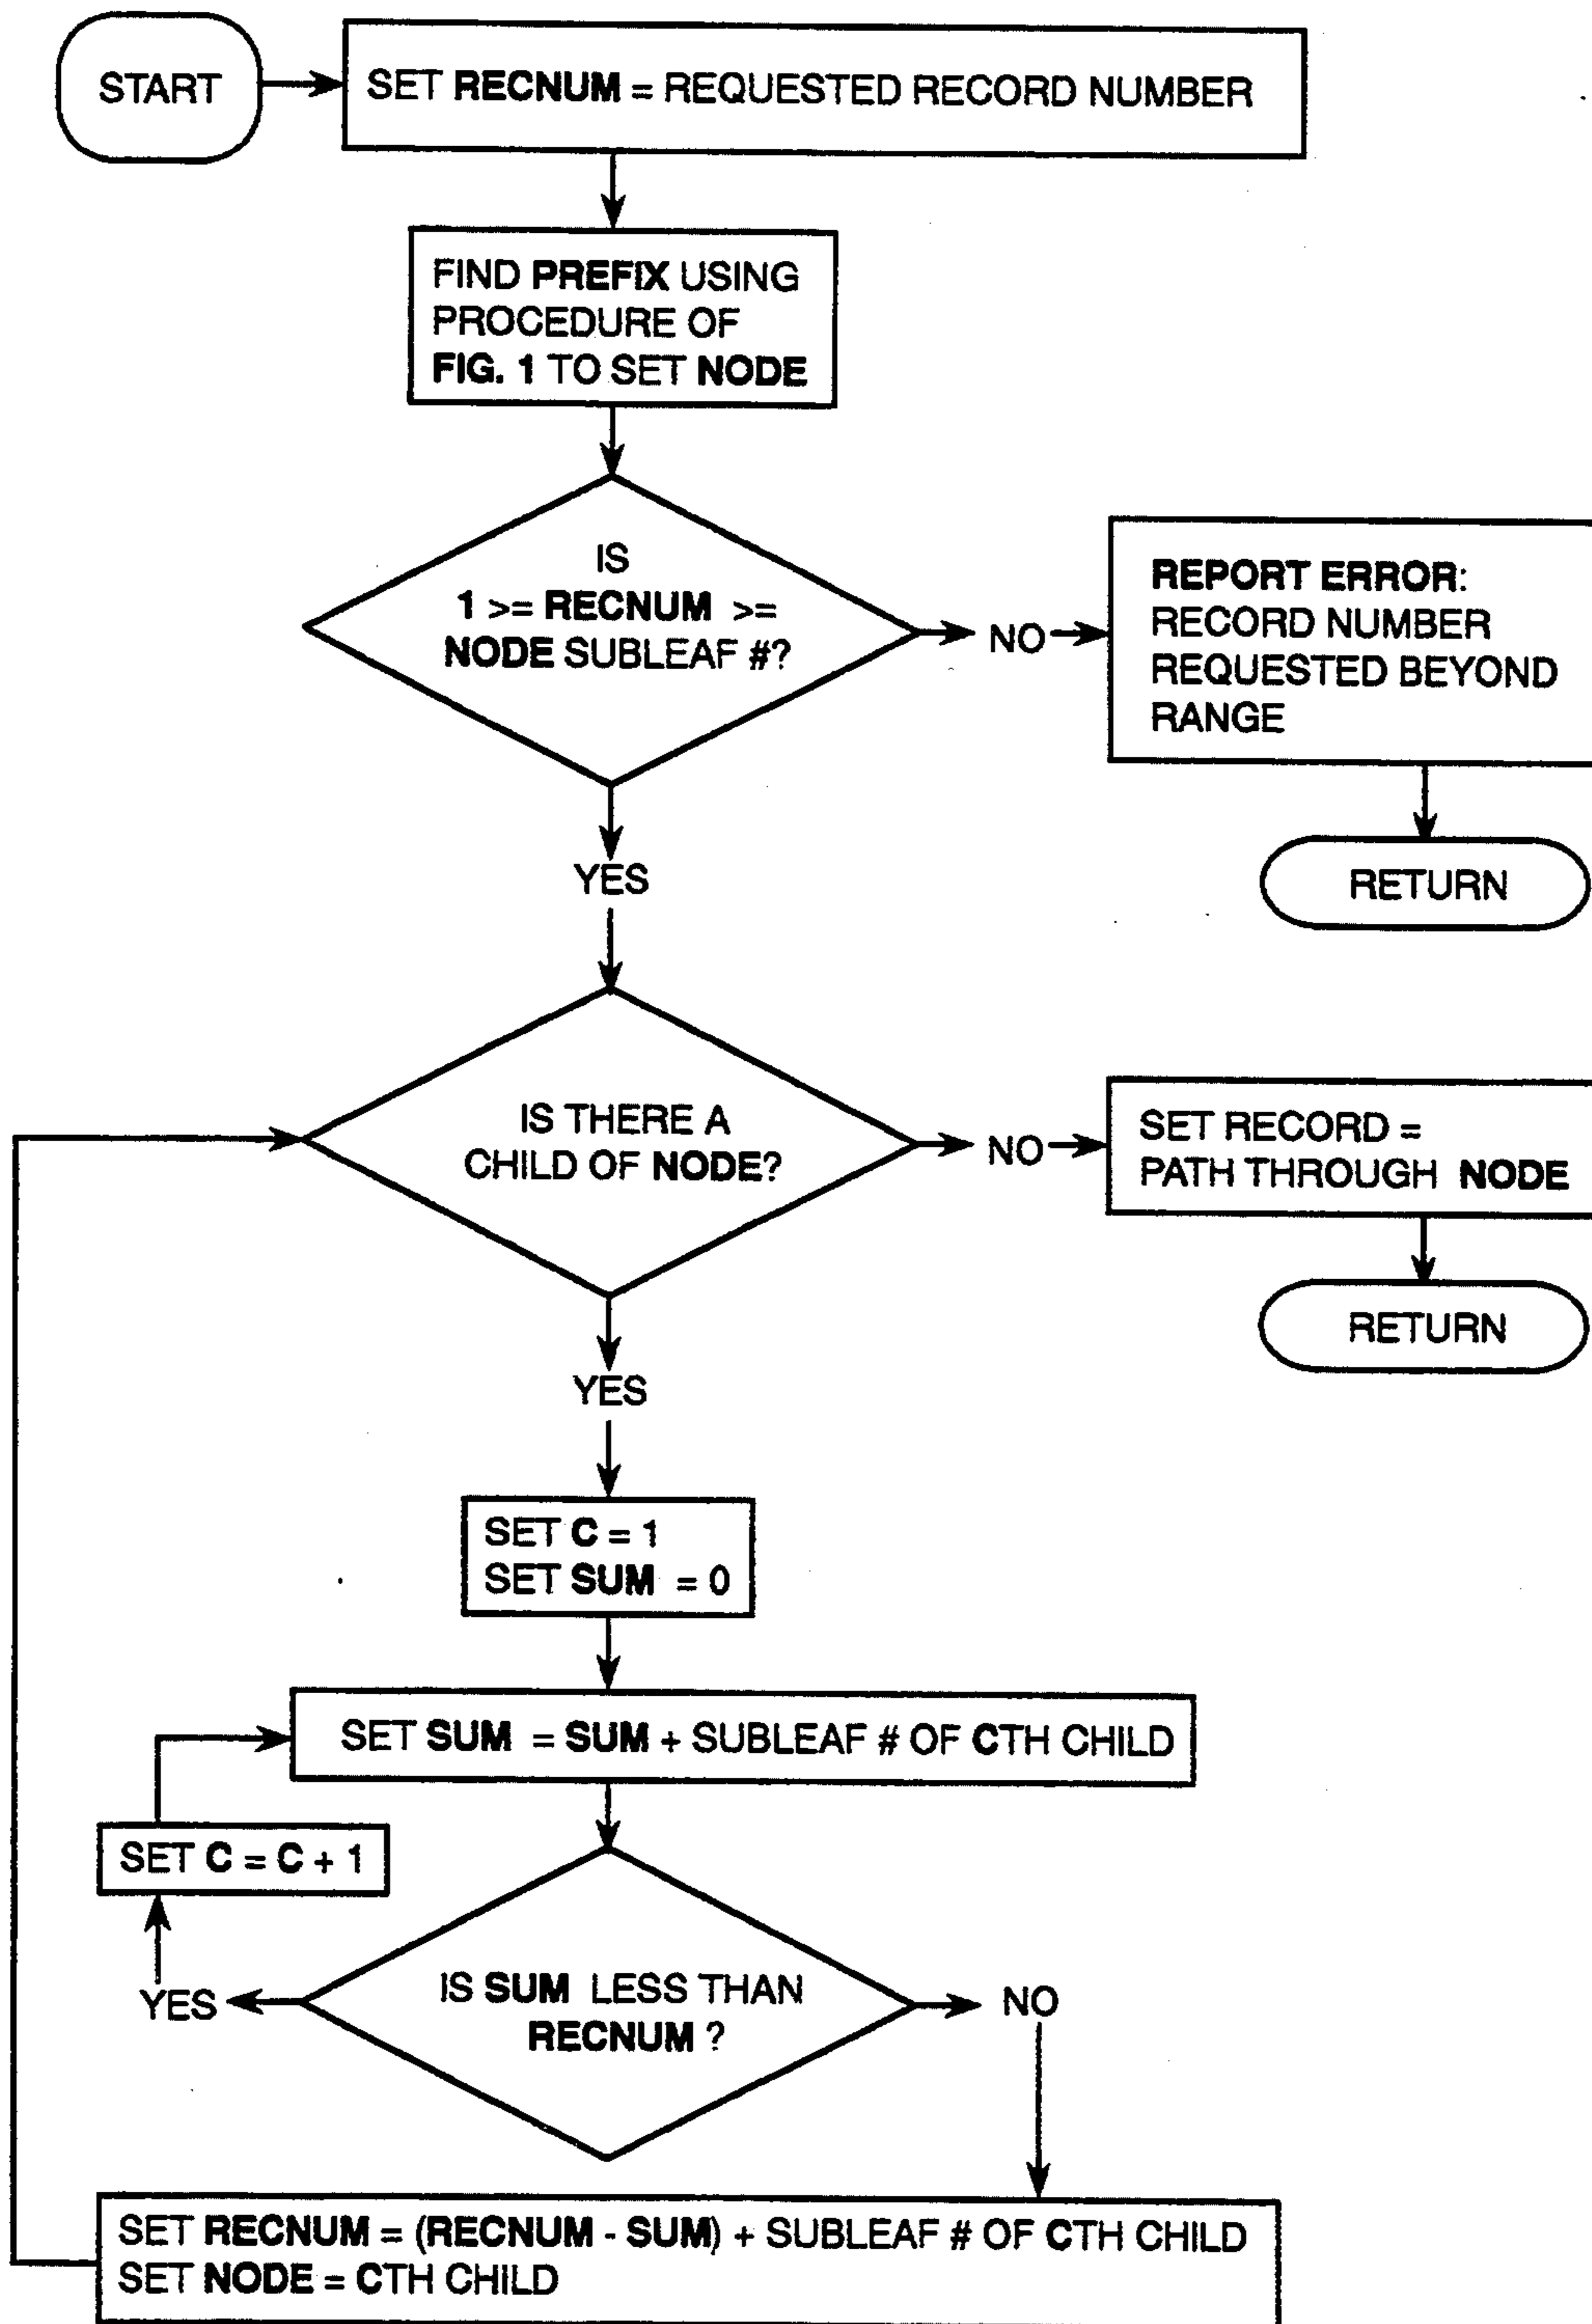 START
SET RECNUM = REQUESTED RECORD NUMBER
FIND PREFIX USING
PROCEDURE OF
FIG. 1 TO SET NODE
IS
1 >= RECNUM >=
NODE SUBLEAF #?
NO
REPORT ERROR:
RECORD NUMBER
REQUESTED BEYOND
RANGE
RETURN
YES
IS THERE A
CHILD OF NODE?
NO
SET RECORD =
PATH THROUGH NODE
RETURN
YES
SET C = 1
SET SUM = 0
SET SUM = SUM + SUBLEAF # OF CTH CHILD
SET C = C + 1
IS SUM LESS THAN
RECNUM ?
YES
NO
SET RECNUM = (RECNUM - SUM) + SUBLEAF # OF CTH CHILD
SET NODE = CTH CHILD